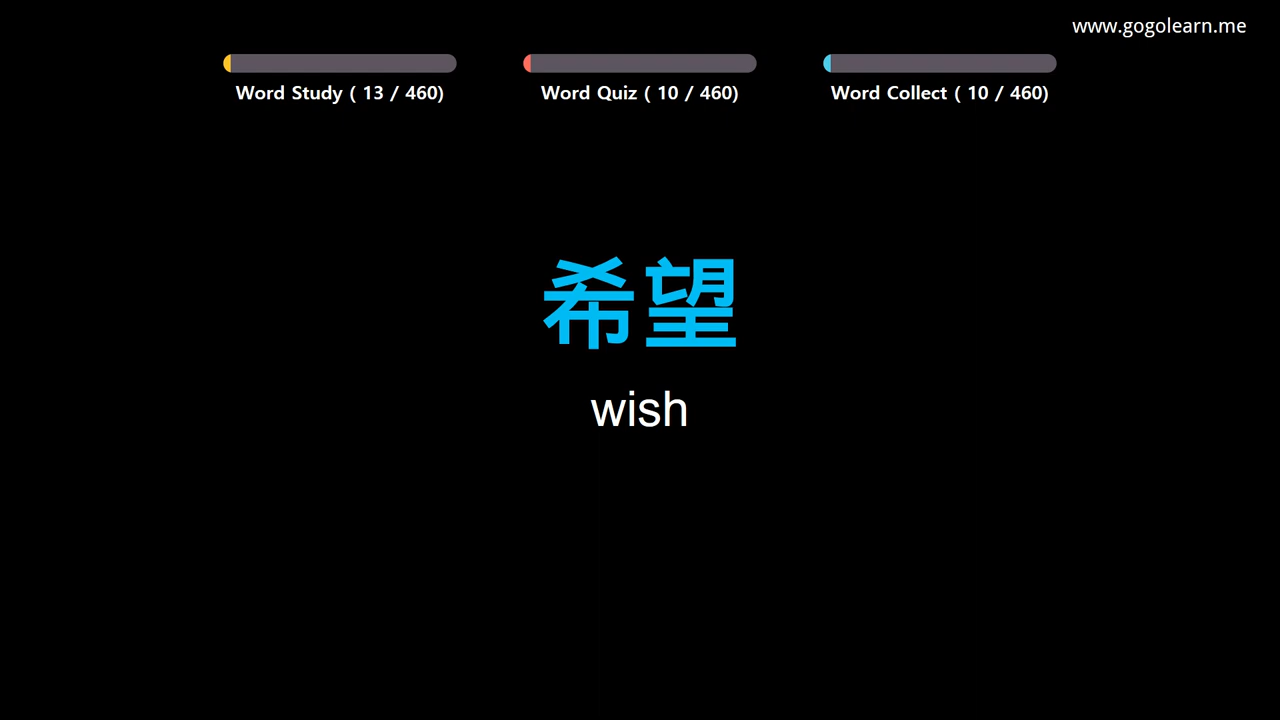 www.gogolearn.me
Word Study ( 13 / 460)
Word Quiz ( 10 / 460)
Word Collect ( 10 / 460)
希望
wish